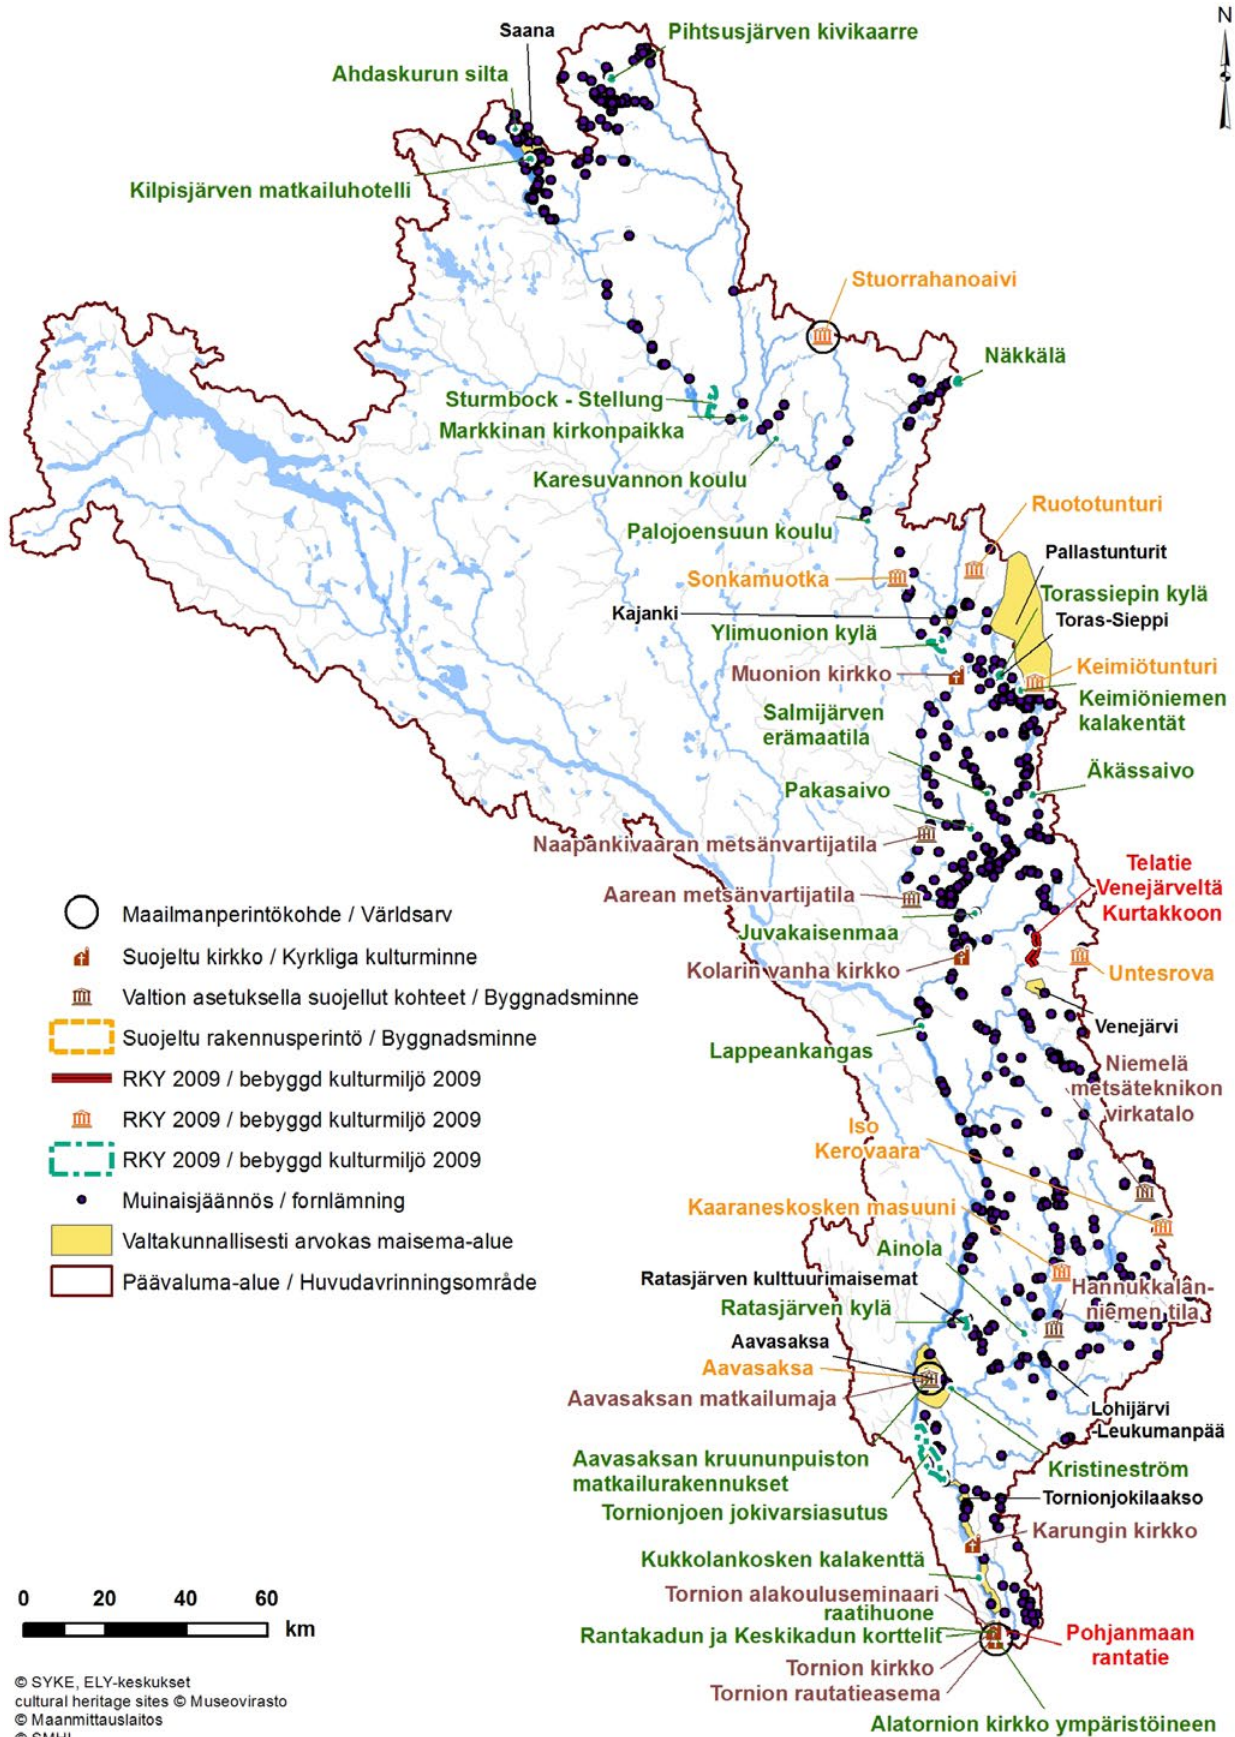 N
Saana
Pihtsusjärven kivikaarre
Ahdaskurun silta
Kilpisjärven matkailuhotelli
Stuorrahanoaivi
Näkkälä
Sturmbock - Stellung
Markkinan kirkonpaikka
Karesuvannon koulu
Ruototunturi
Palojoensuun koulu
Pallastunturit
Sonkamuotka
Torassiepin kylä
Kajanki
Toras-Sieppi
Ylimuonion kylä
Muonion kirkko
Keimiötunturi
Keimiöniemen
kalakentät
Salmijärven
erämaatila
Äkässaivo
Pakasaivo
Naapankivaaran metsänvartijatila
Telatie
Venejärveltä
Kurtakkoon
Aarean metsänvartijatila
Juvakaisenmaa
Kolarin vanha kirkko
Untesrova
Venejärvi
Lappeankangas
Niemelä
metsäteknikon
virkatalo
Iso
Kerovaara
Kaaraneskosken masuuni
Ainola
Ratasjärven kulttuurimaisemat
Hannukkalan-
niemen tila
Ratasjärven kylä
Aavasaksa
Aavasaksa
Aavasaksan matkailumaja
Lohijärvi
-Leukumanpää
Aavasaksan kruununpuiston
matkailurakennukset
Kristineström
Tornionjoen jokivarsiasutus
Tornionjokilaakso
Karungin kirkko
Kukkolankosken kalakenttä
Tornion alakouluseminaari
raatihuone
Rantakadun ja Keskikadun korttelit
Pohjanmaan
rantatie
Tornion kirkko
Tornion rautatieasema
Alatornion kirkko ympäristöineen
Maailmanperintökohde / Världsarv
Suojeltu kirkko / Kyrkliga kulturminne
Valtion asetuksella suojellut kohteet / Byggnadsminne
Suojeltu rakennusperintö / Byggnadsminne
RKY 2009 / bebyggd kulturmiljö 2009
RKY 2009 / bebyggd kulturmiljö 2009
RKY 2009 / bebyggd kulturmiljö 2009
Muinaisjäännös / fornlämning
Valtakunnallisesti arvokas maisema-alue
Päävaluma-alue / Huvudavrinningsområde
0 20 40 60
km
© SYKE, ELY-keskukset
cultural heritage sites © Museovirasto
© Maanmittauslaitos
© SMHI